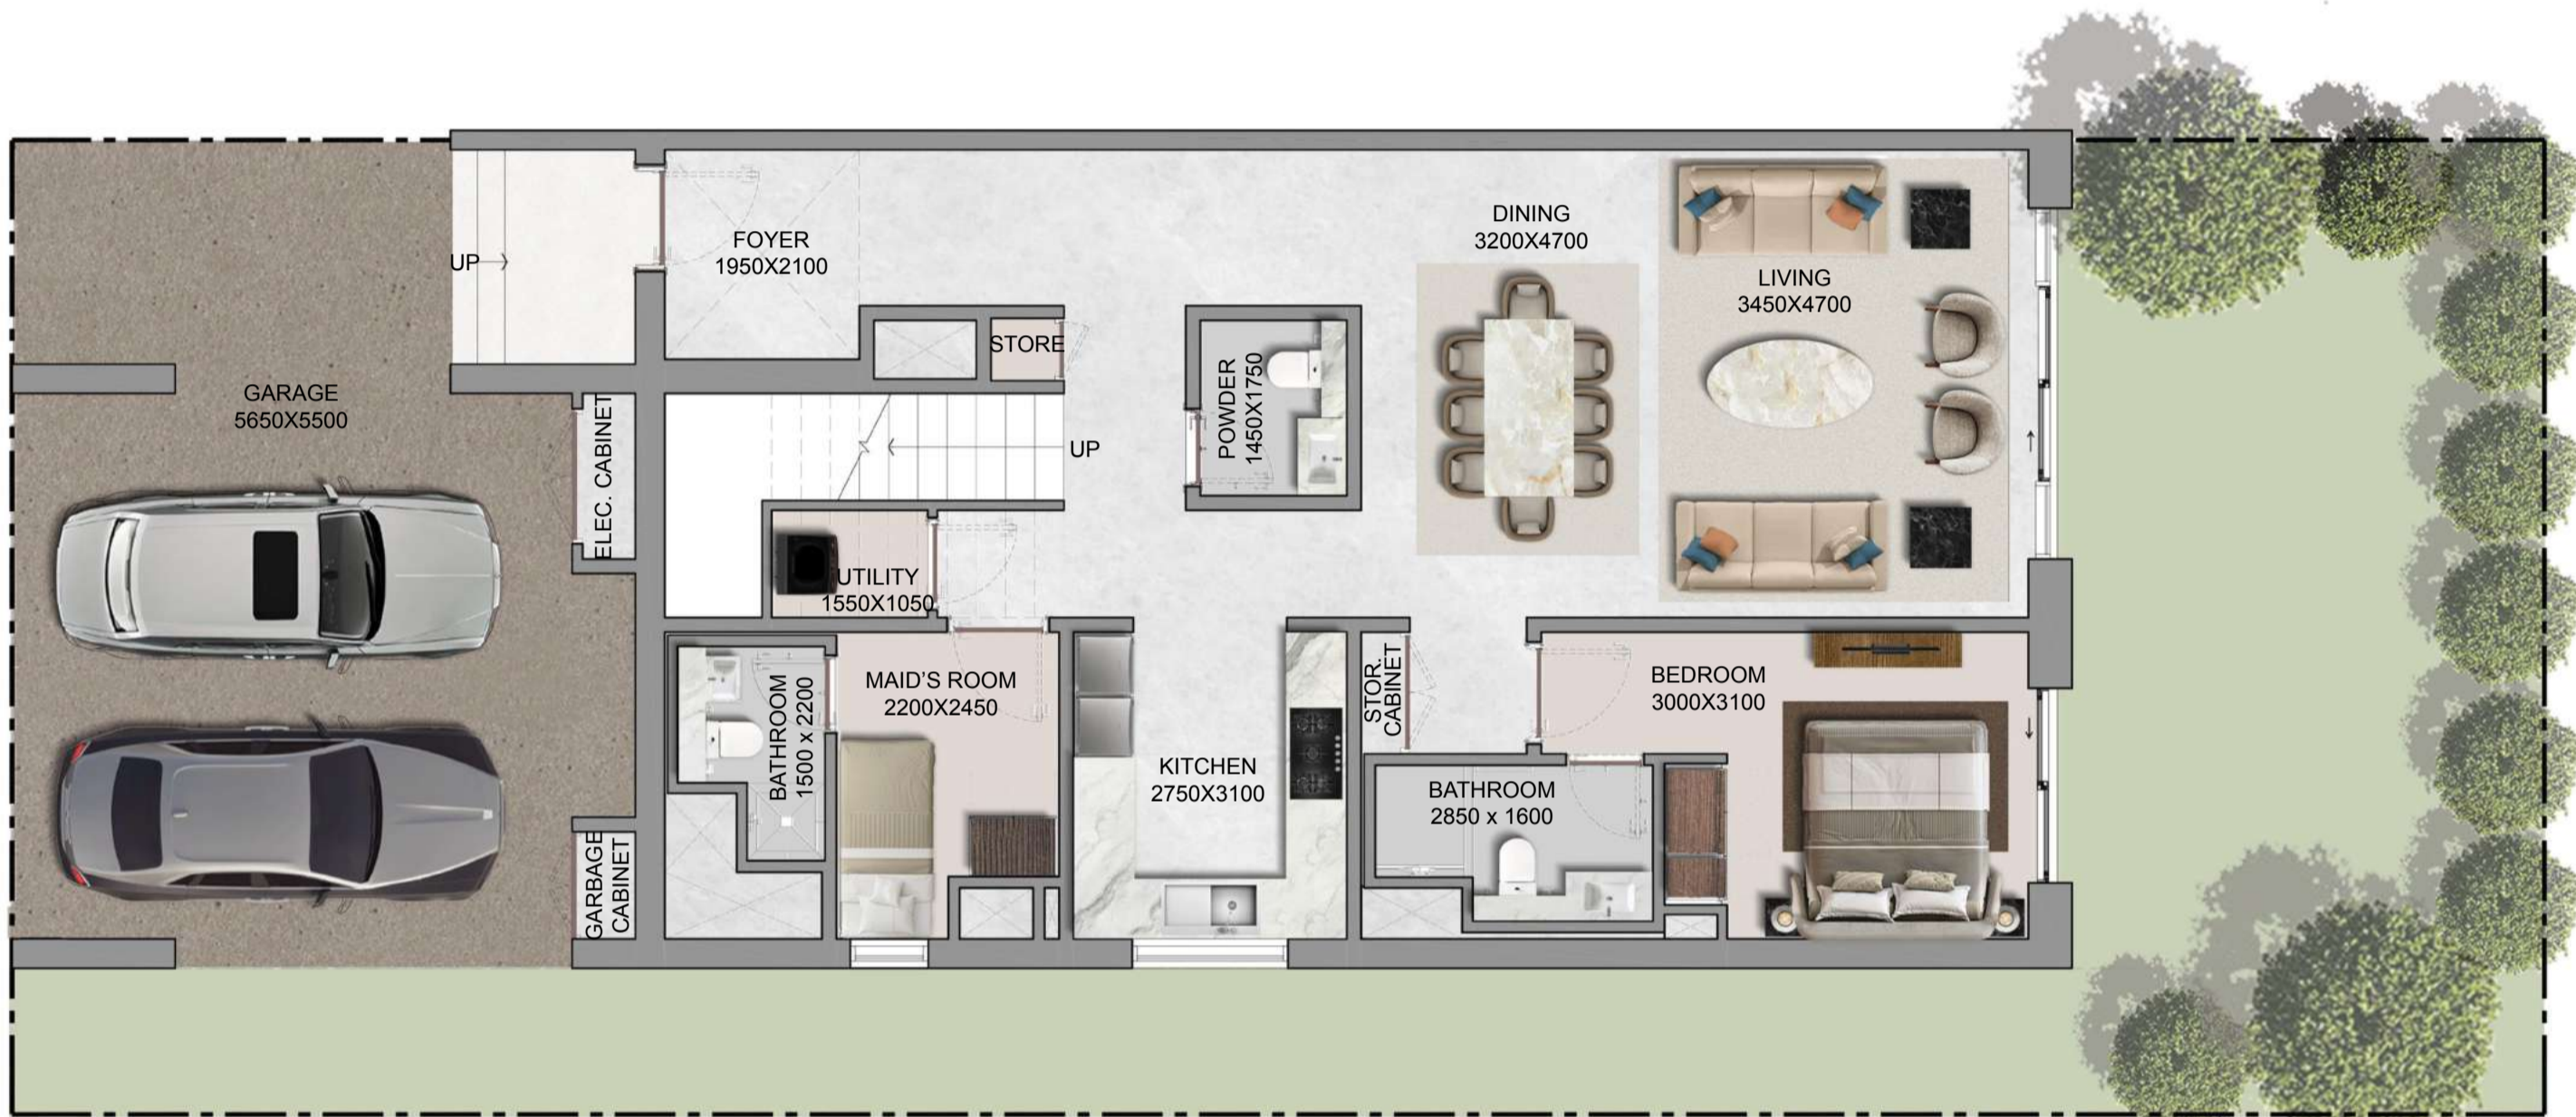 UP
FOYER
1950X2100
DINING
3200X4700
LIVING
3450X4700
STORE
GARAGE
5650X5500
ELEC. CABINET
UP
POWDER
1450X1750
UTILITY
1550X1050
BATHROOM
1500 x 2200
MAID'S ROOM
2200X2450
KITCHEN
2750X3100
STOR.
CABINET
BEDROOM
3000X3100
BATHROOM
2850 x 1600
GARBAGE
CABINET